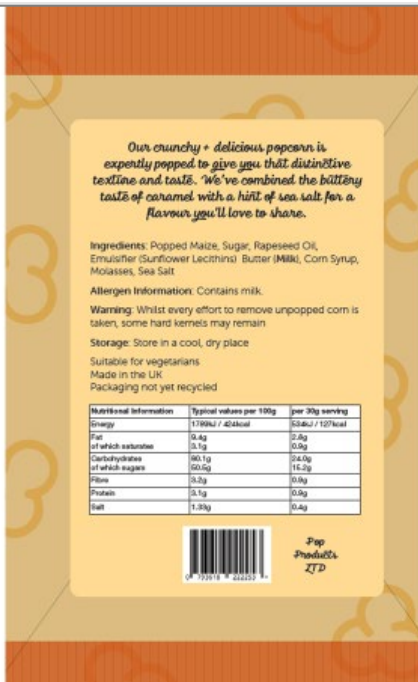 Our crunchy + delicious popcorn is
expertly popped to give you that distinctive
texture and taste. We've combined the buttery
taste of caramel with a hint of sea salt for a
flavour you'll love to share.
Ingredients: Popped Maize, Sugar, Rapeseed Oil,
Emulsifier (Sunflower Lecithins) Butter (Milk), Corn Syrup,
Molasses, Sea Salt
Allergen Information: Contains milk.
Warning: Whilst every effort to remove unpopped corn is
taken, some hard kernels may remain
Storage: Store in a cool, dry place
Suitable for vegetarians
Made in the UK
Packaging not yet recycled
Nutritional Information Typical values per 100g per 30g serving
Energy 1789kJ / 424kcal 534kJ / 127kcal
Fat 9.4g 2.8g
of which saturates 3.1g 0.9g
Carbohydrates 80.1g 24.0g
of which sugars 50.5g 15.2g
Fibre 3.2g 0.9g
Protein 3.1g 0.9g
Salt 1.33g 0.4g
Pop
Products
LTD